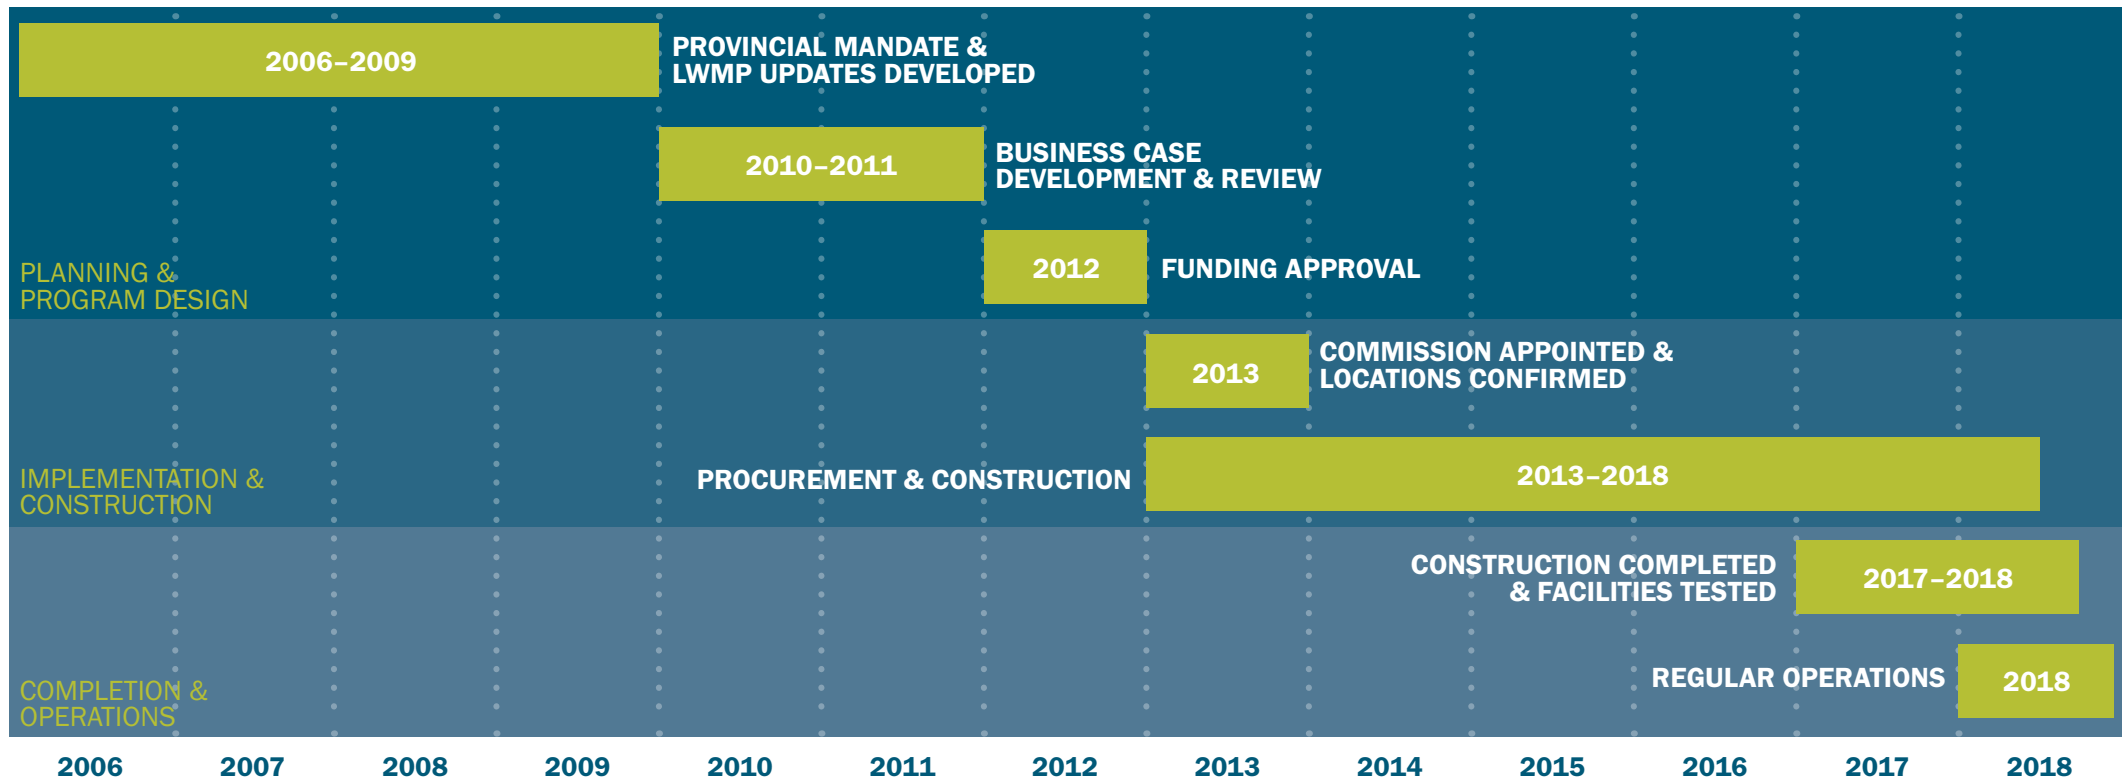 2006–2009
PROVINCIAL MANDATE &
LWMP UPDATES DEVELOPED
2010–2011
BUSINESS CASE
DEVELOPMENT & REVIEW
2012
FUNDING APPROVAL
PLANNING &
PROGRAM DESIGN
2013
COMMISSION APPOINTED &
LOCATIONS CONFIRMED
PROCUREMENT & CONSTRUCTION
2013–2018
IMPLEMENTATION &
CONSTRUCTION
CONSTRUCTION COMPLETED
& FACILITIES TESTED
2017–2018
REGULAR OPERATIONS
2018
COMPLETION &
OPERATIONS
2006 2007 2008 2009 2010 2011 2012 2013 2014 2015 2016 2017 2018